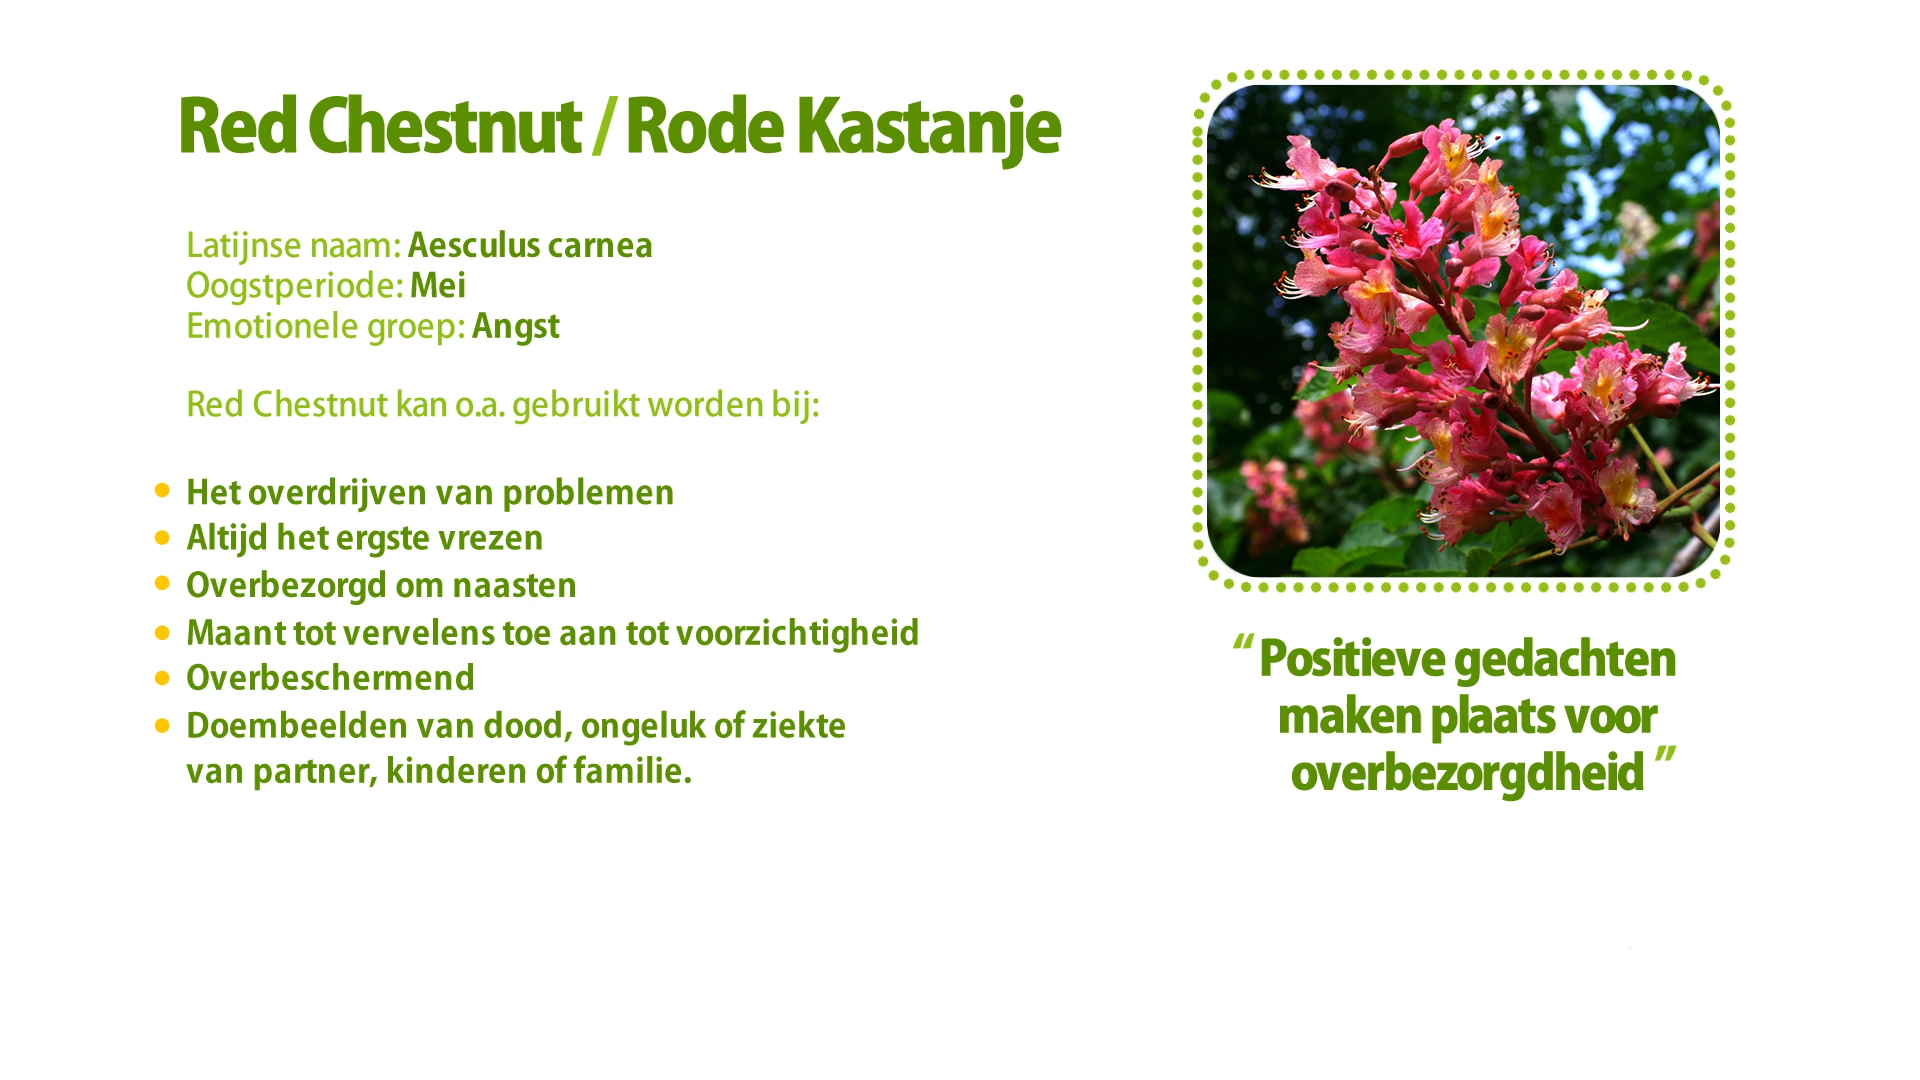 Red Chestnut / Rode Kastanje
Latijnse naam: Aesculus carnea
Oogstperiode: Mei
Emotionele groep: Angst
Red Chestnut kan o.a. gebruikt worden bij:
• Het overdrijven van problemen
• Altijd het ergste vrezen
• Overbezorgd om naasten
• Maant tot vervelens toe aan tot voorzichtigheid
• Overbeschermend
• Doembeelden van dood, ongeluk of ziekte
van partner, kinderen of familie.
“Positieve gedachten
maken plaats voor
overbezorgdheid”